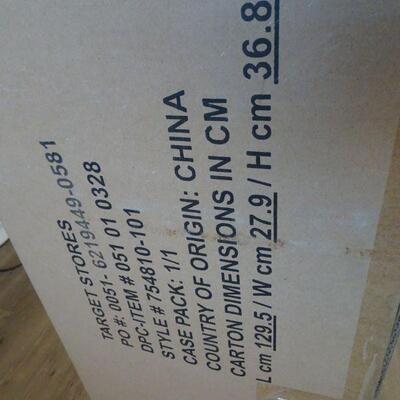 TARGET STORES
PO #: 0051- 6219449-0581
DPC-ITEM # 051 01 0328
STYLE # 754810-101
CASE PACK: 1/1
COUNTRY OF ORIGIN: CHINA
CARTON DIMENSIONS IN CM
L cm 129.5 / W cm 27.9 / H cm 36.8